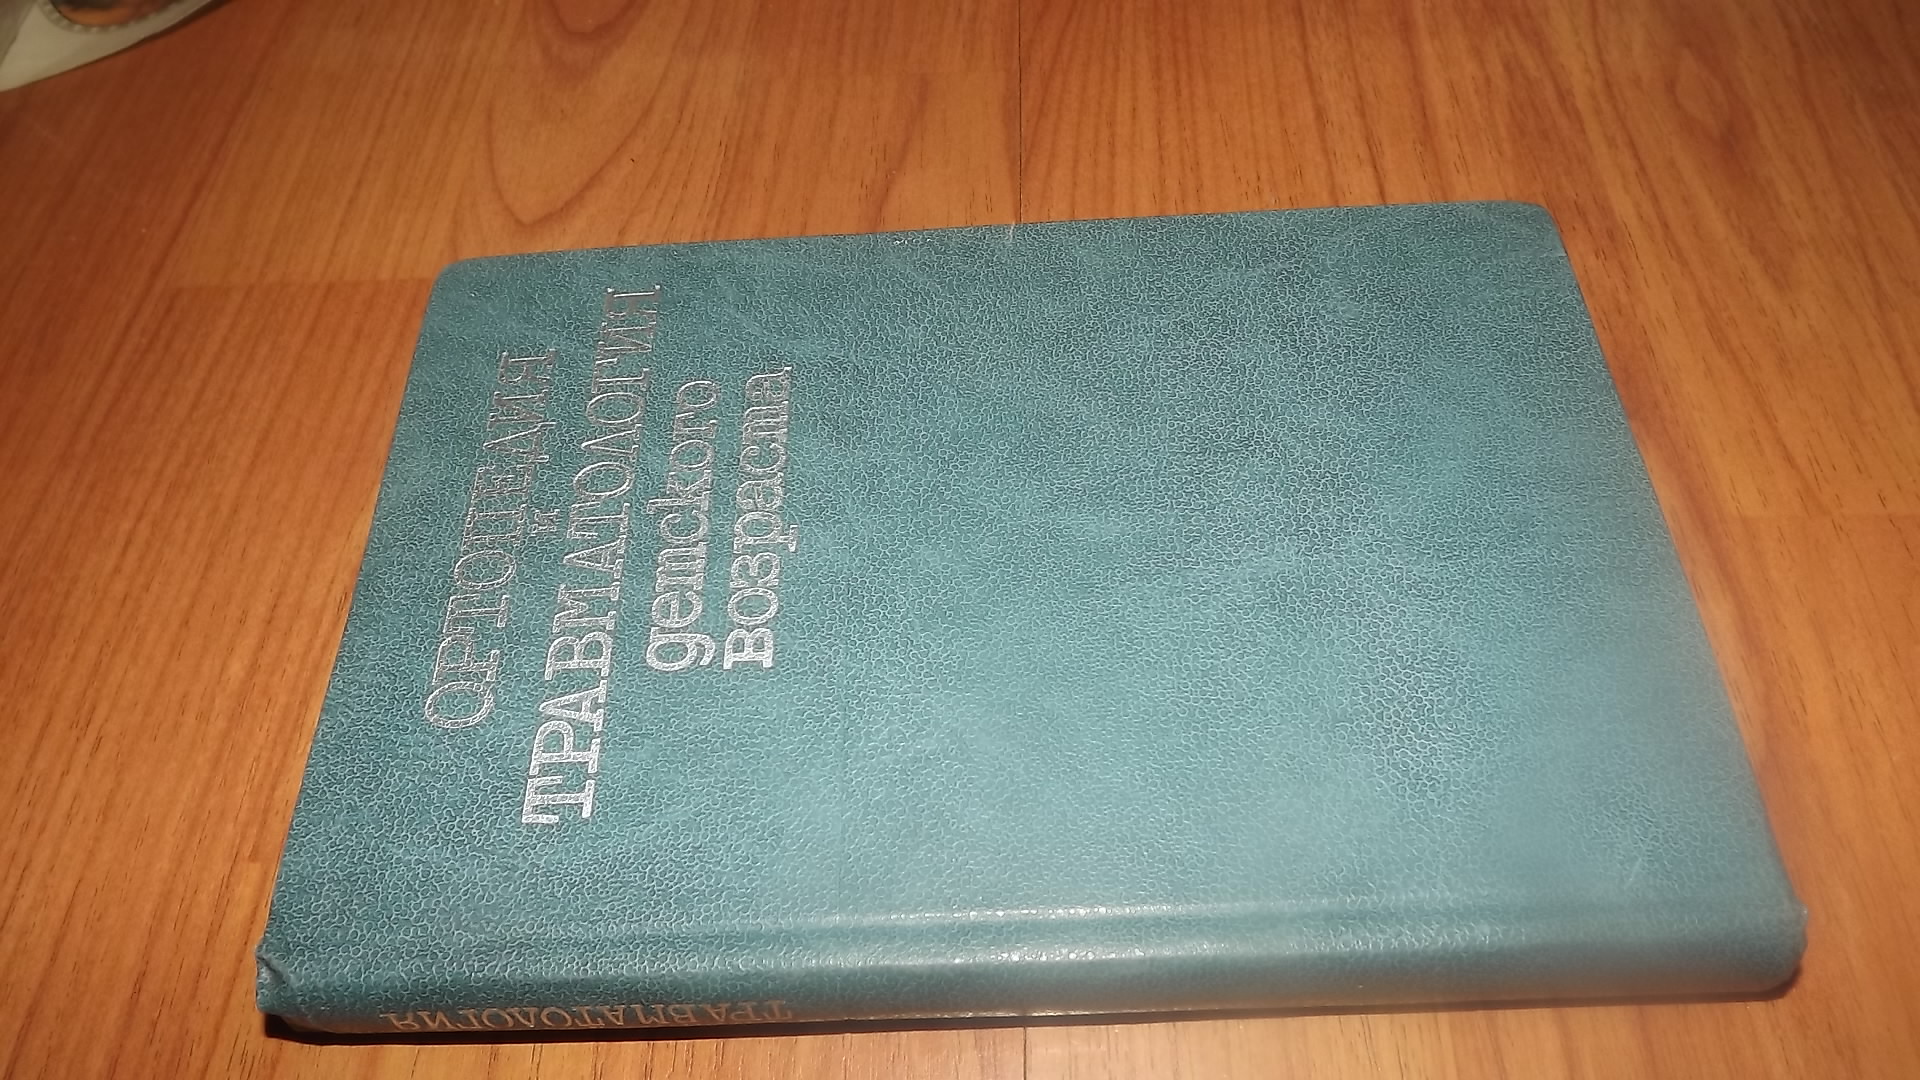 ОРТОПЕДИЯ
и
ТРАВМАТОЛОГИЯ
детского
возраста
ТРАВМАТОЛОГИЯ